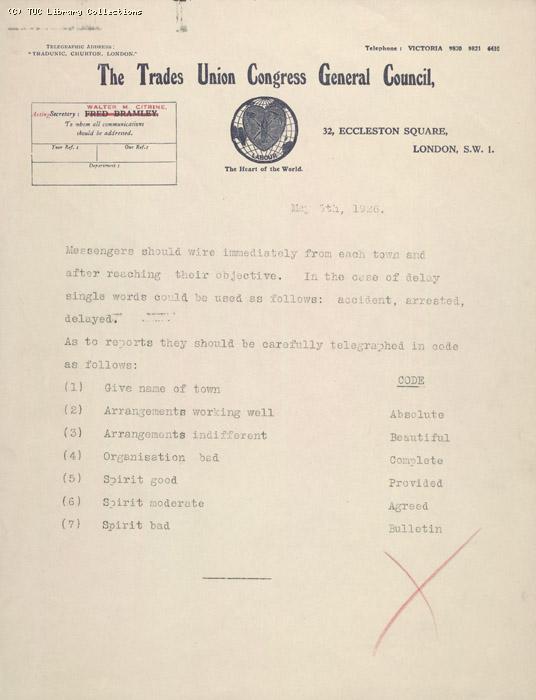 (C) TUC Library Collections
TELEGRAPHIC ADDRESS:
"TRADUNIC, CHURTON, LONDON."
Telephone: VICTORIA 9820 9821 6410
The Trades Union Congress General Council,
WALTER M. CITRINE,
Acting Secretary: FRED BRAMLEY.
To whom all communications
should be addressed.
Your Ref.: Our Ref.:
Department:
LABOUR
The Heart of the World.
32, ECCLESTON SQUARE,
LONDON, S.W. 1.
May 5th, 1926.
Messengers should wire immediately from each town and
after reaching their objective. In the case of delay
single words could be used as follows: accident, arrested,
delayed.
As to reports they should be carefully telegraphed in code
as follows:
CODE
(1) Give name of town
(2) Arrangements working well Absolute
(3) Arrangements indifferent Beautiful
(4) Organisation bad Complete
(5) Spirit good Provided
(6) Spirit moderate Agreed
(7) Spirit bad Bulletin